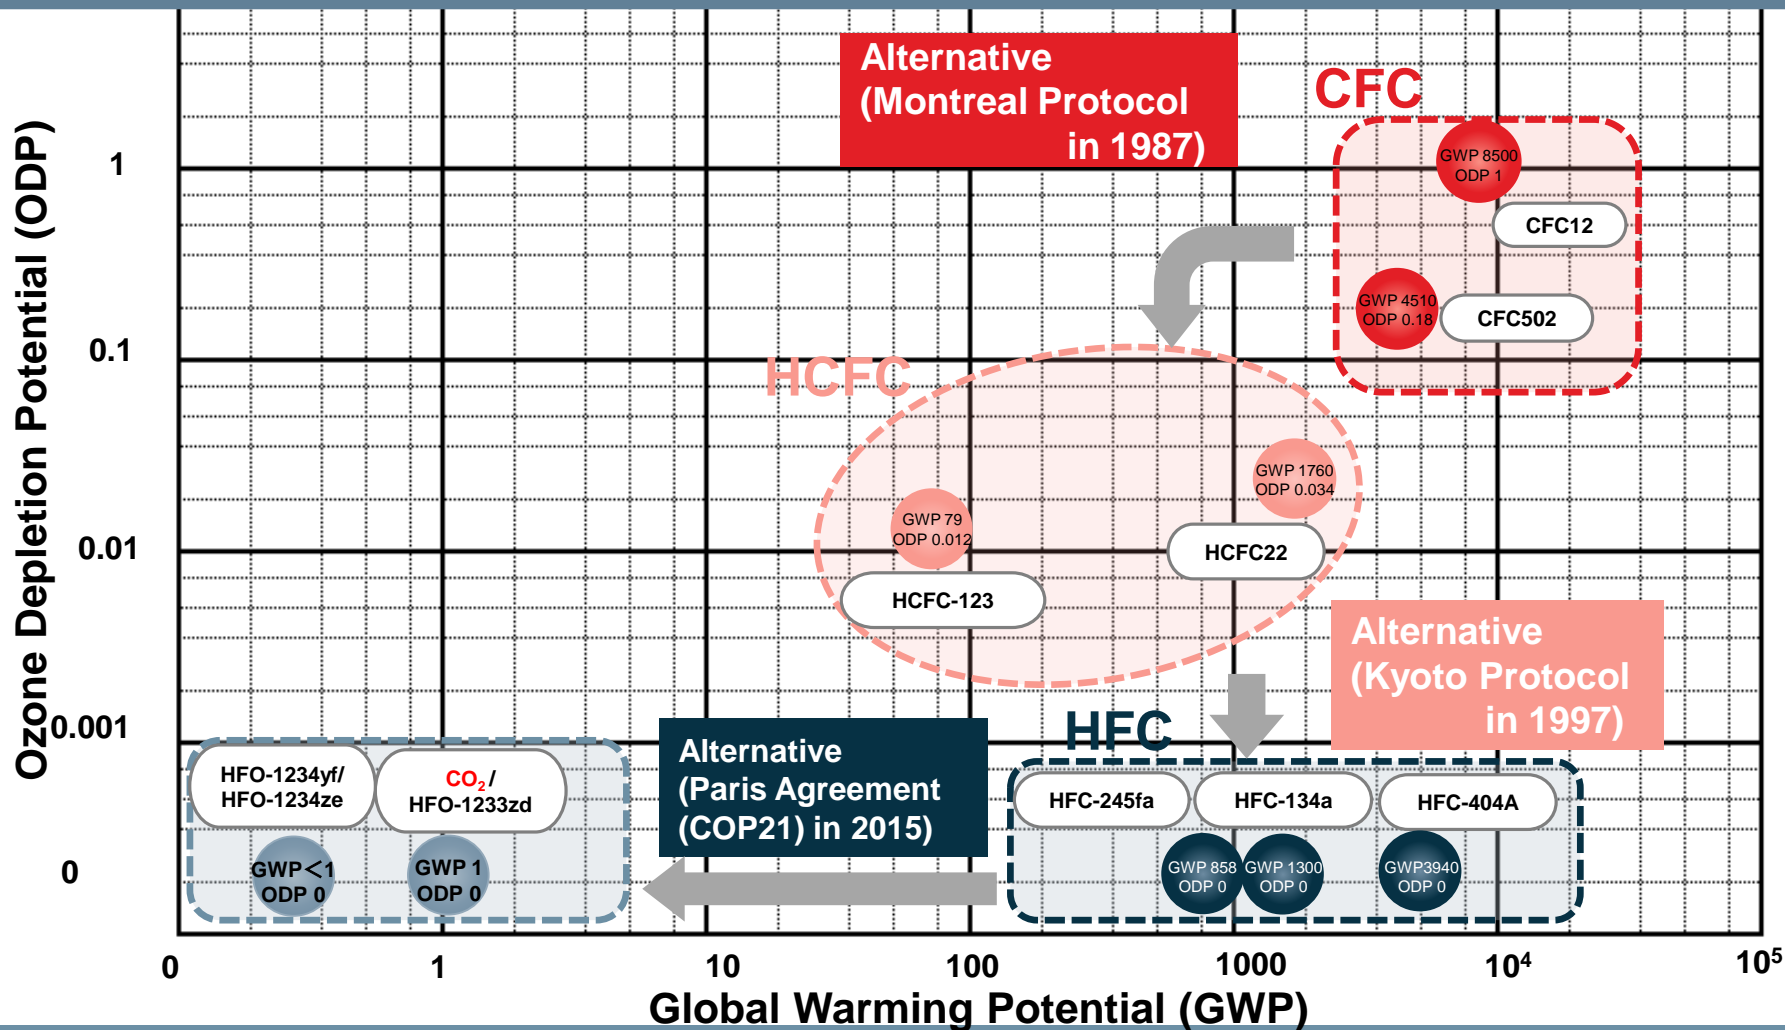 Alternative
(Montreal Protocol
in 1987)
CFC
GWP 8500
ODP 1
CFC12
GWP 4510
ODP 0.18
CFC502
HCFC
GWP 1760
ODP 0.034
HCFC22
GWP 79
ODP 0.012
HCFC-123
Alternative
(Kyoto Protocol
in 1997)
HFC
HFC-245fa
HFC-134a
HFC-404A
GWP 858
ODP 0
GWP 1300
ODP 0
GWP3940
ODP 0
Alternative
(Paris Agreement
(COP21) in 2015)
HFO-1234yf/
HFO-1234ze
CO₂/
HFO-1233zd
GWP<1
ODP 0
GWP 1
ODP 0
Ozone Depletion Potential (ODP)
1
0.1
0.01
0.001
0
0
1
10
100
1000
10⁴
10⁵
Global Warming Potential (GWP)